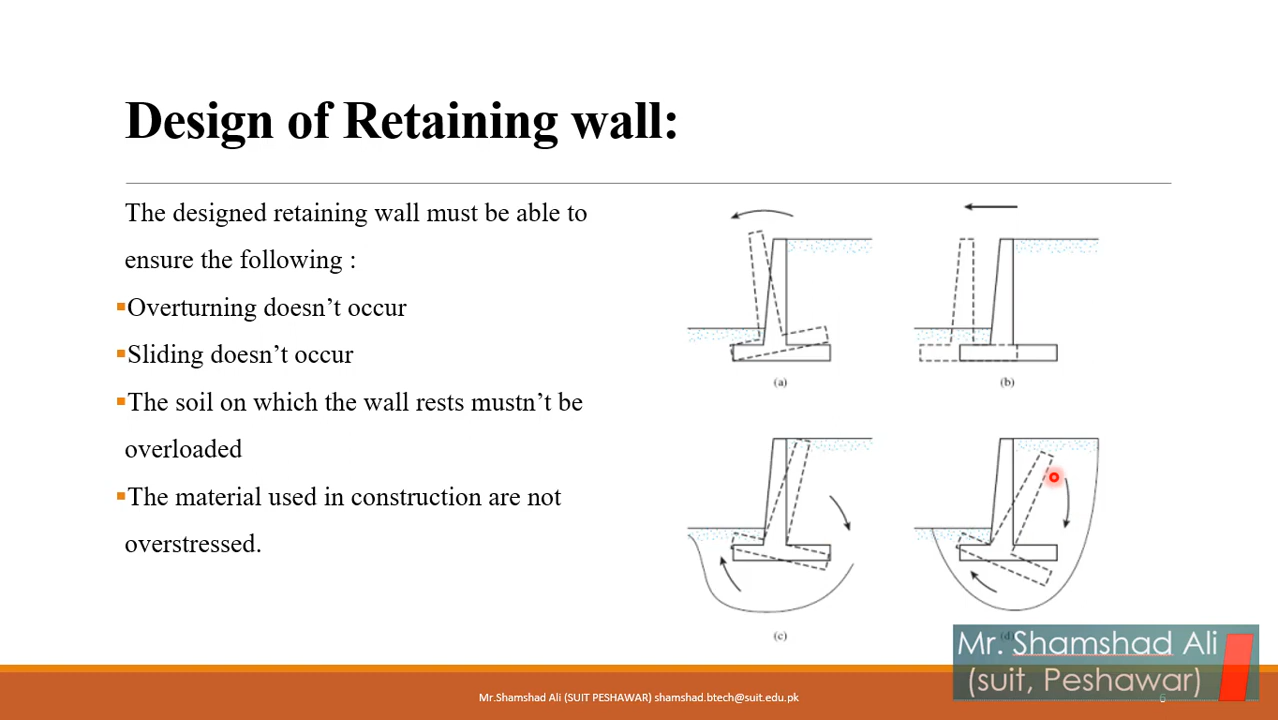 Design of Retaining wall:
The designed retaining wall must be able to
ensure the following :
▪Overturning doesn’t occur
▪Sliding doesn’t occur
▪The soil on which the wall rests mustn’t be
overloaded
▪The material used in construction are not
overstressed.
(a)
(b)
(c)
(d)
Mr. Shamshad Ali
(suit, Peshawar)
Mr.Shamshad Ali (SUIT PESHAWAR) shamshad.btech@suit.edu.pk
6